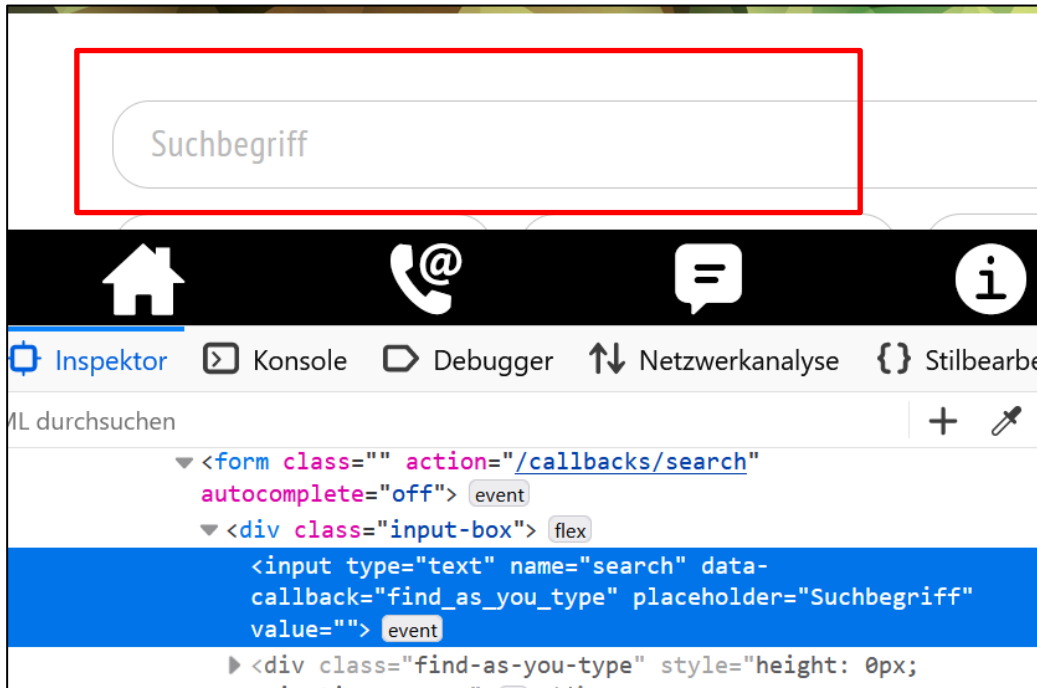 Suchbegriff
@
i
Inspektor Konsole Debugger Netzwerkanalyse {} Stilbearbe
ML durchsuchen +
<form class="" action="/callbacks/search"
autocomplete="off"> event
<div class="input-box"> flex
<input type="text" name="search" data-
callback="find_as_you_type" placeholder="Suchbegriff"
value=""> event
<div class="find-as-you-type" style="height: 0px;